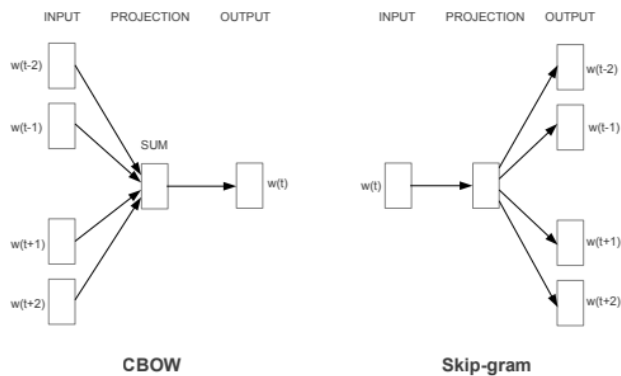 INPUT PROJECTION OUTPUT
w(t-2)
w(t-1)
SUM
w(t)
w(t+1)
w(t+2)
CBOW
INPUT PROJECTION OUTPUT
w(t-2)
w(t-1)
w(t)
w(t+1)
w(t+2)
Skip-gram